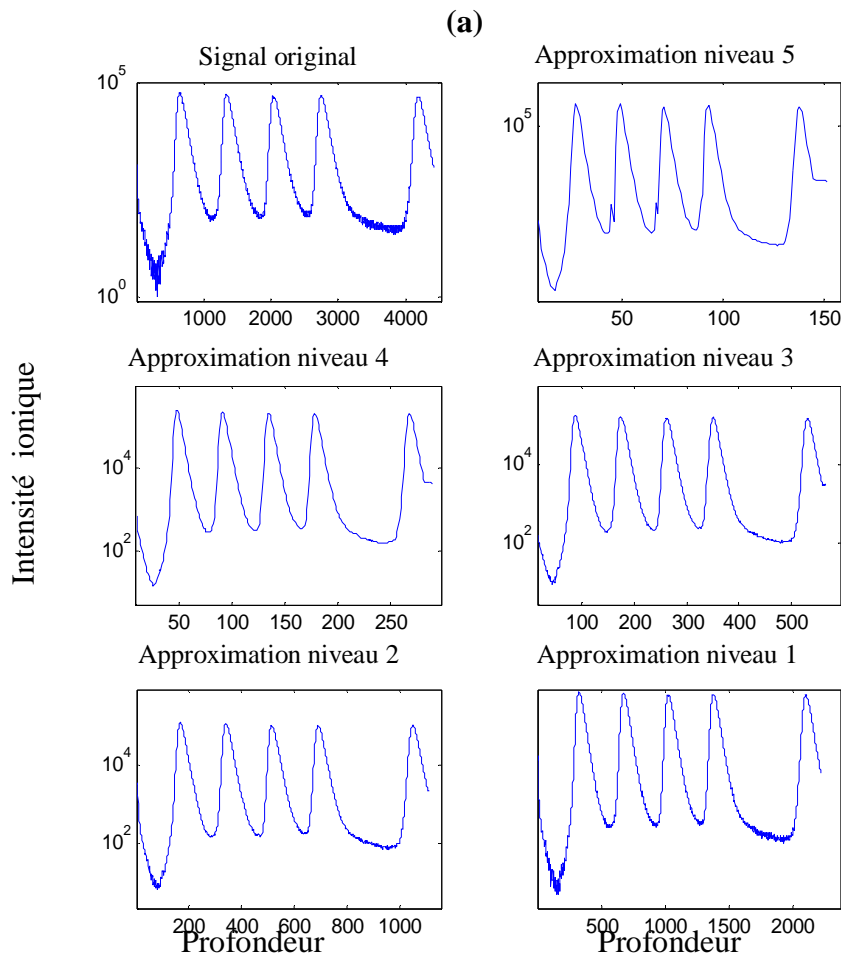 (a)
Signal original
Approximation niveau 5
10^5
10^0
1000 2000 3000 4000
10^5
50 100 150
Intensité ionique
Approximation niveau 4
Approximation niveau 3
10^4
10^2
50 100 150 200 250
10^4
10^2
100 200 300 400 500
Approximation niveau 2
Approximation niveau 1
10^4
10^2
200 400 600 800 1000
500 1000 1500 2000
Profondeur
Profondeur